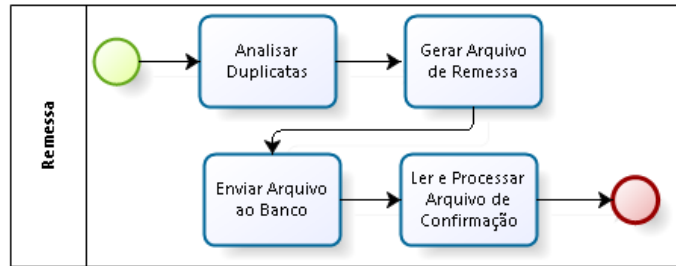 Remessa
Analisar
Duplicatas
Gerar Arquivo
de Remessa
Enviar Arquivo
ao Banco
Ler e Processar
Arquivo de
Confirmação